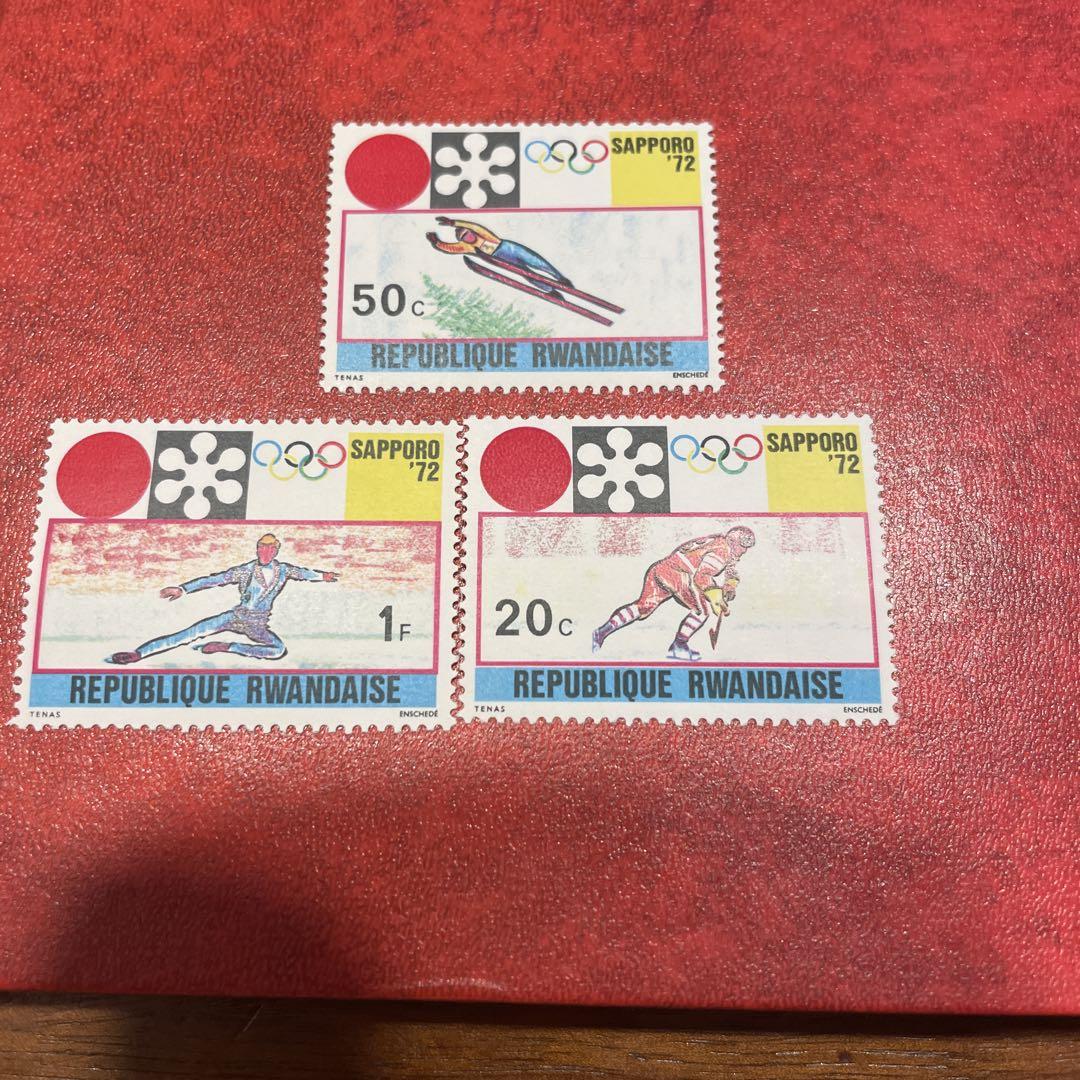 SAPPORO
'72
50c
REPUBLIQUE RWANDAISE
TENAS ENSCHEDÉ
SAPPORO
'72
1F
REPUBLIQUE RWANDAISE
TENAS ENSCHEDÉ
SAPPORO
'72
20c
REPUBLIQUE RWANDAISE
TENAS ENSCHEDÉ